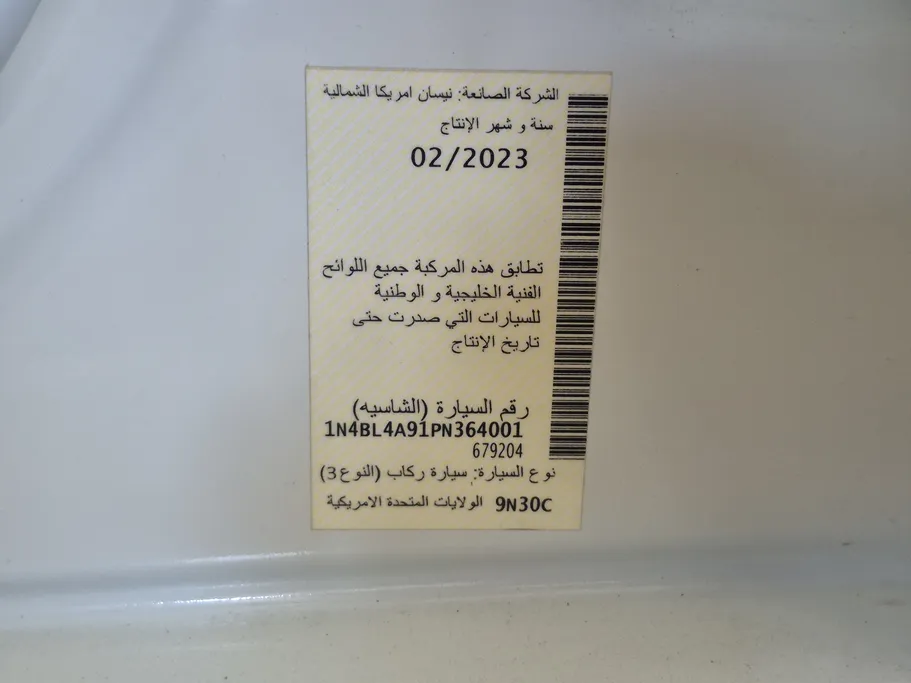 الشركة الصانعة: نيسان امريكا الشمالية
سنة و شهر الإنتاج
02/2023
تطابق هذه المركبة جميع اللوائح
الفنية الخليجية و الوطنية
للسيارات التي صدرت حتى
تاريخ الإنتاج
رقم السيارة (الشاسيه)
1N4BL4A91PN364001
679204
نوع السيارة: سيارة ركاب (النوع3)
9N30C الولايات المتحدة الامريكية